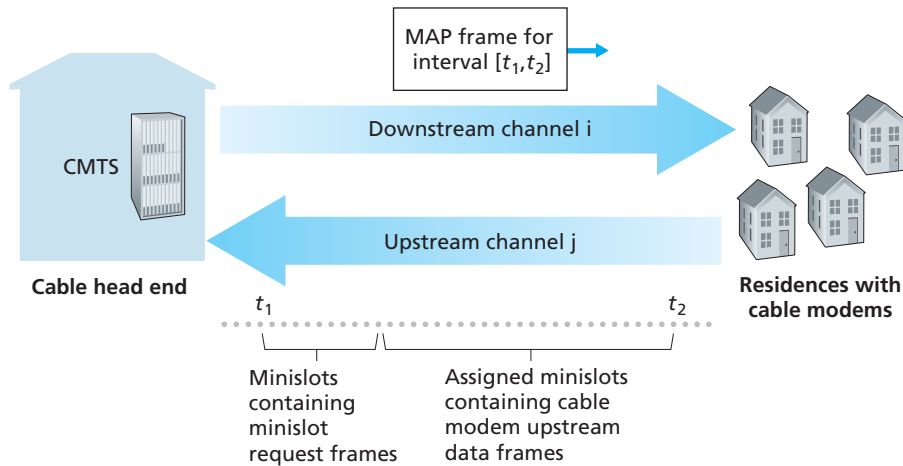 MAP frame for
interval [t₁,t₂]
Downstream channel i
CMTS
Upstream channel j
Cable head end
Residences with
cable modems
t₁
t₂
Minislots
containing
minislot
request frames
Assigned minislots
containing cable
modem upstream
data frames